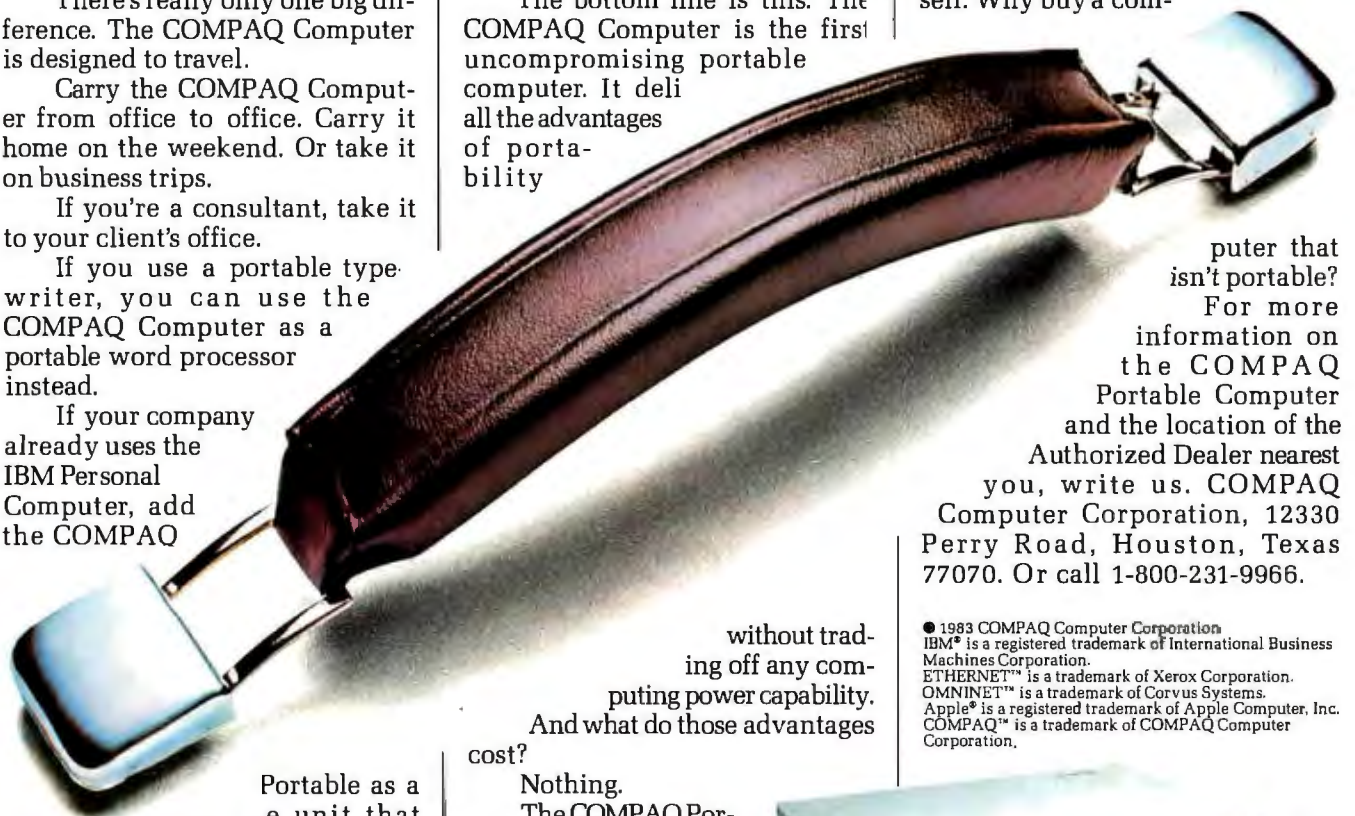 There's really only one big dif-
ference. The COMPAQ Computer
is designed to travel.
Carry the COMPAQ Comput-
er from office to office. Carry it
home on the weekend. Or take it
on business trips.
If you're a consultant, take it
to your client's office.
If you use a portable type-
writer, you can use the
COMPAQ Computer as a
portable word processor
instead.
If your company
already uses the
IBM Personal
Computer, add
the COMPAQ
Portable as a
a unit that
The bottom line is this. The
COMPAQ Computer is the first
uncompromising portable
computer. It deli
all the advantages
of porta-
bility
without trad-
ing off any com-
puting power capability.
And what do those advantages
cost?
Nothing.
The COMPAQ Por-
self. Why buy a com-
puter that
isn't portable?
For more
information on
the COMPAQ
Portable Computer
and the location of the
Authorized Dealer nearest
you, write us. COMPAQ
Computer Corporation, 12330
Perry Road, Houston, Texas
77070. Or call 1-800-231-9966.
● 1983 COMPAQ Computer Corporation
IBM® is a registered trademark of International Business
Machines Corporation.
ETHERNET™ is a trademark of Xerox Corporation.
OMNINET™ is a trademark of Corvus Systems.
Apple® is a registered trademark of Apple Computer, Inc.
COMPAQ™ is a trademark of COMPAQ Computer
Corporation.